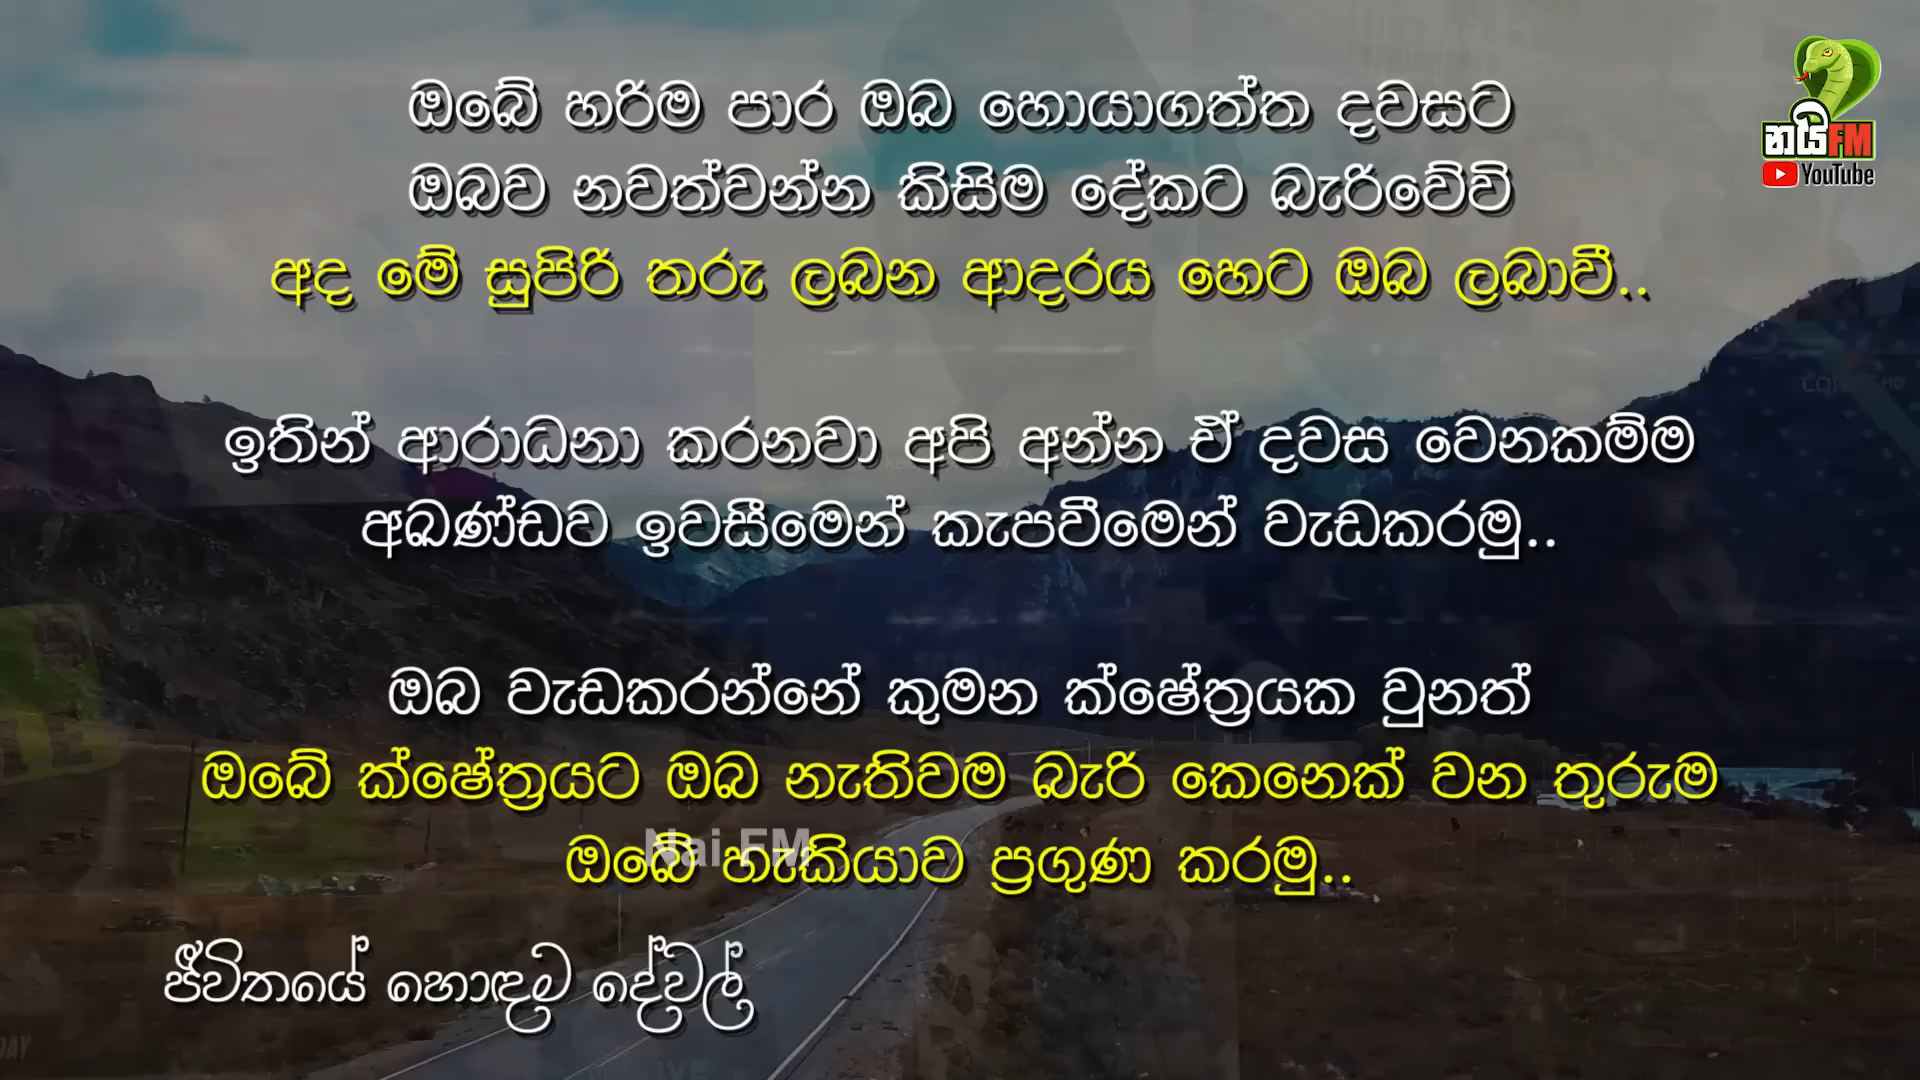 ඔබේ හරිම පාර ඔබ හොයාගත්ත දවසට
ඔබව නවත්වන්න කිසිම දේකට බැරිවේවි
අද මේ සුපිරි තරු ලබන ආදරය හෙට ඔබ ලබාවී..
ඉතින් ආරාධනා කරනවා අපි අන්න ඒ දවස වෙනකම්ම
අඛණ්ඩව ඉවසීමෙන් කැපවීමෙන් වැඩකරමු..
ඔබ වැඩකරන්නේ කුමන ක්ෂේත්‍රයක වුනත්
ඔබේ ක්ෂේත්‍රයට ඔබ නැතිවම බැරි කෙනෙක් වන තුරුම
ඔබේ හැකියාව ප්‍රගුණ කරමු..
ජීවිතයේ හොඳම දේවල්
නයි FM
YouTube
Nai FM